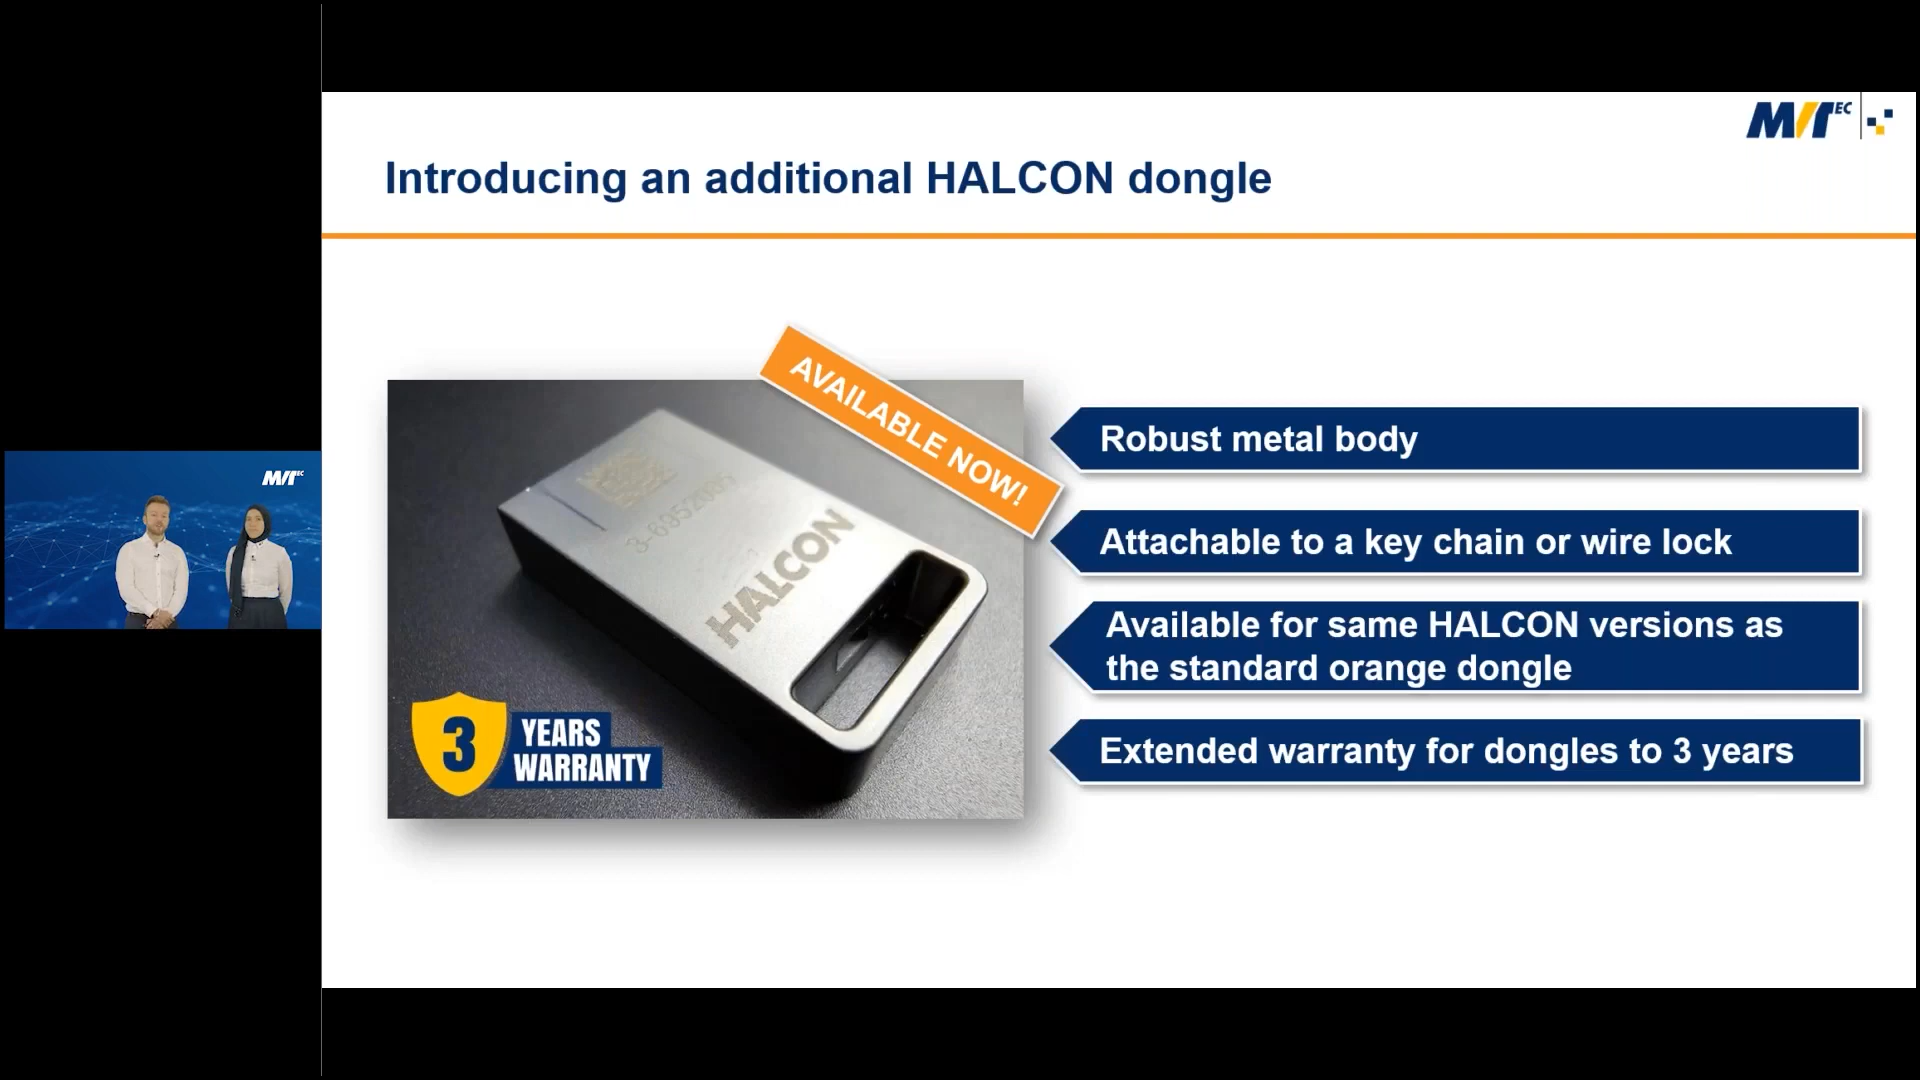 MVTEC
Introducing an additional HALCON dongle
AVAILABLE NOW!
HALCON
3
YEARS
WARRANTY
Robust metal body
Attachable to a key chain or wire lock
Available for same HALCON versions as
the standard orange dongle
Extended warranty for dongles to 3 years
MVTEC